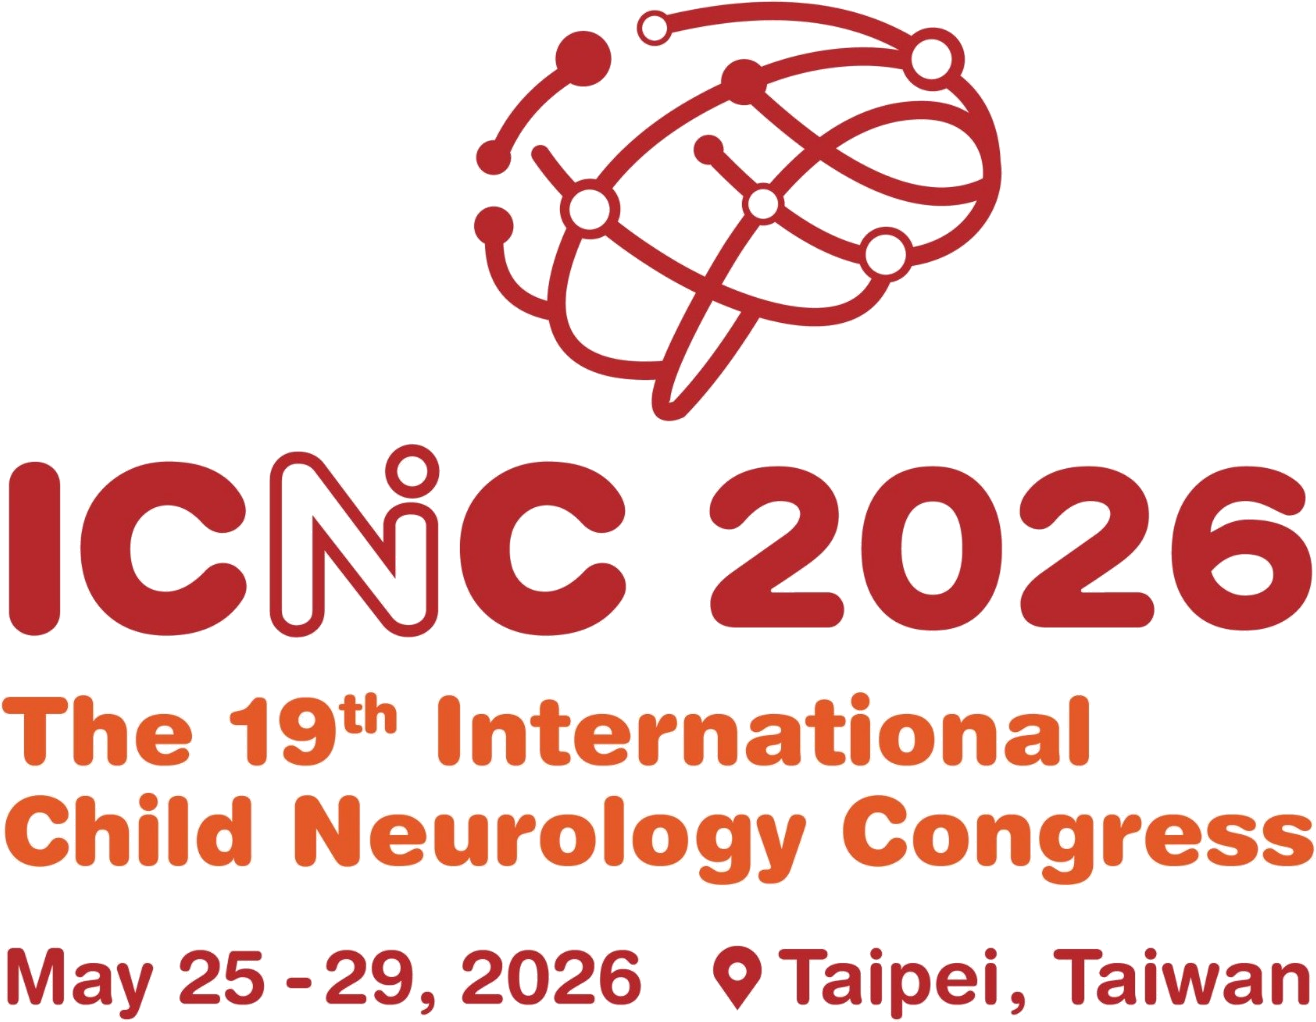 ICNC 2026
The 19th International
Child Neurology Congress
May 25 - 29, 2026 Taipei, Taiwan